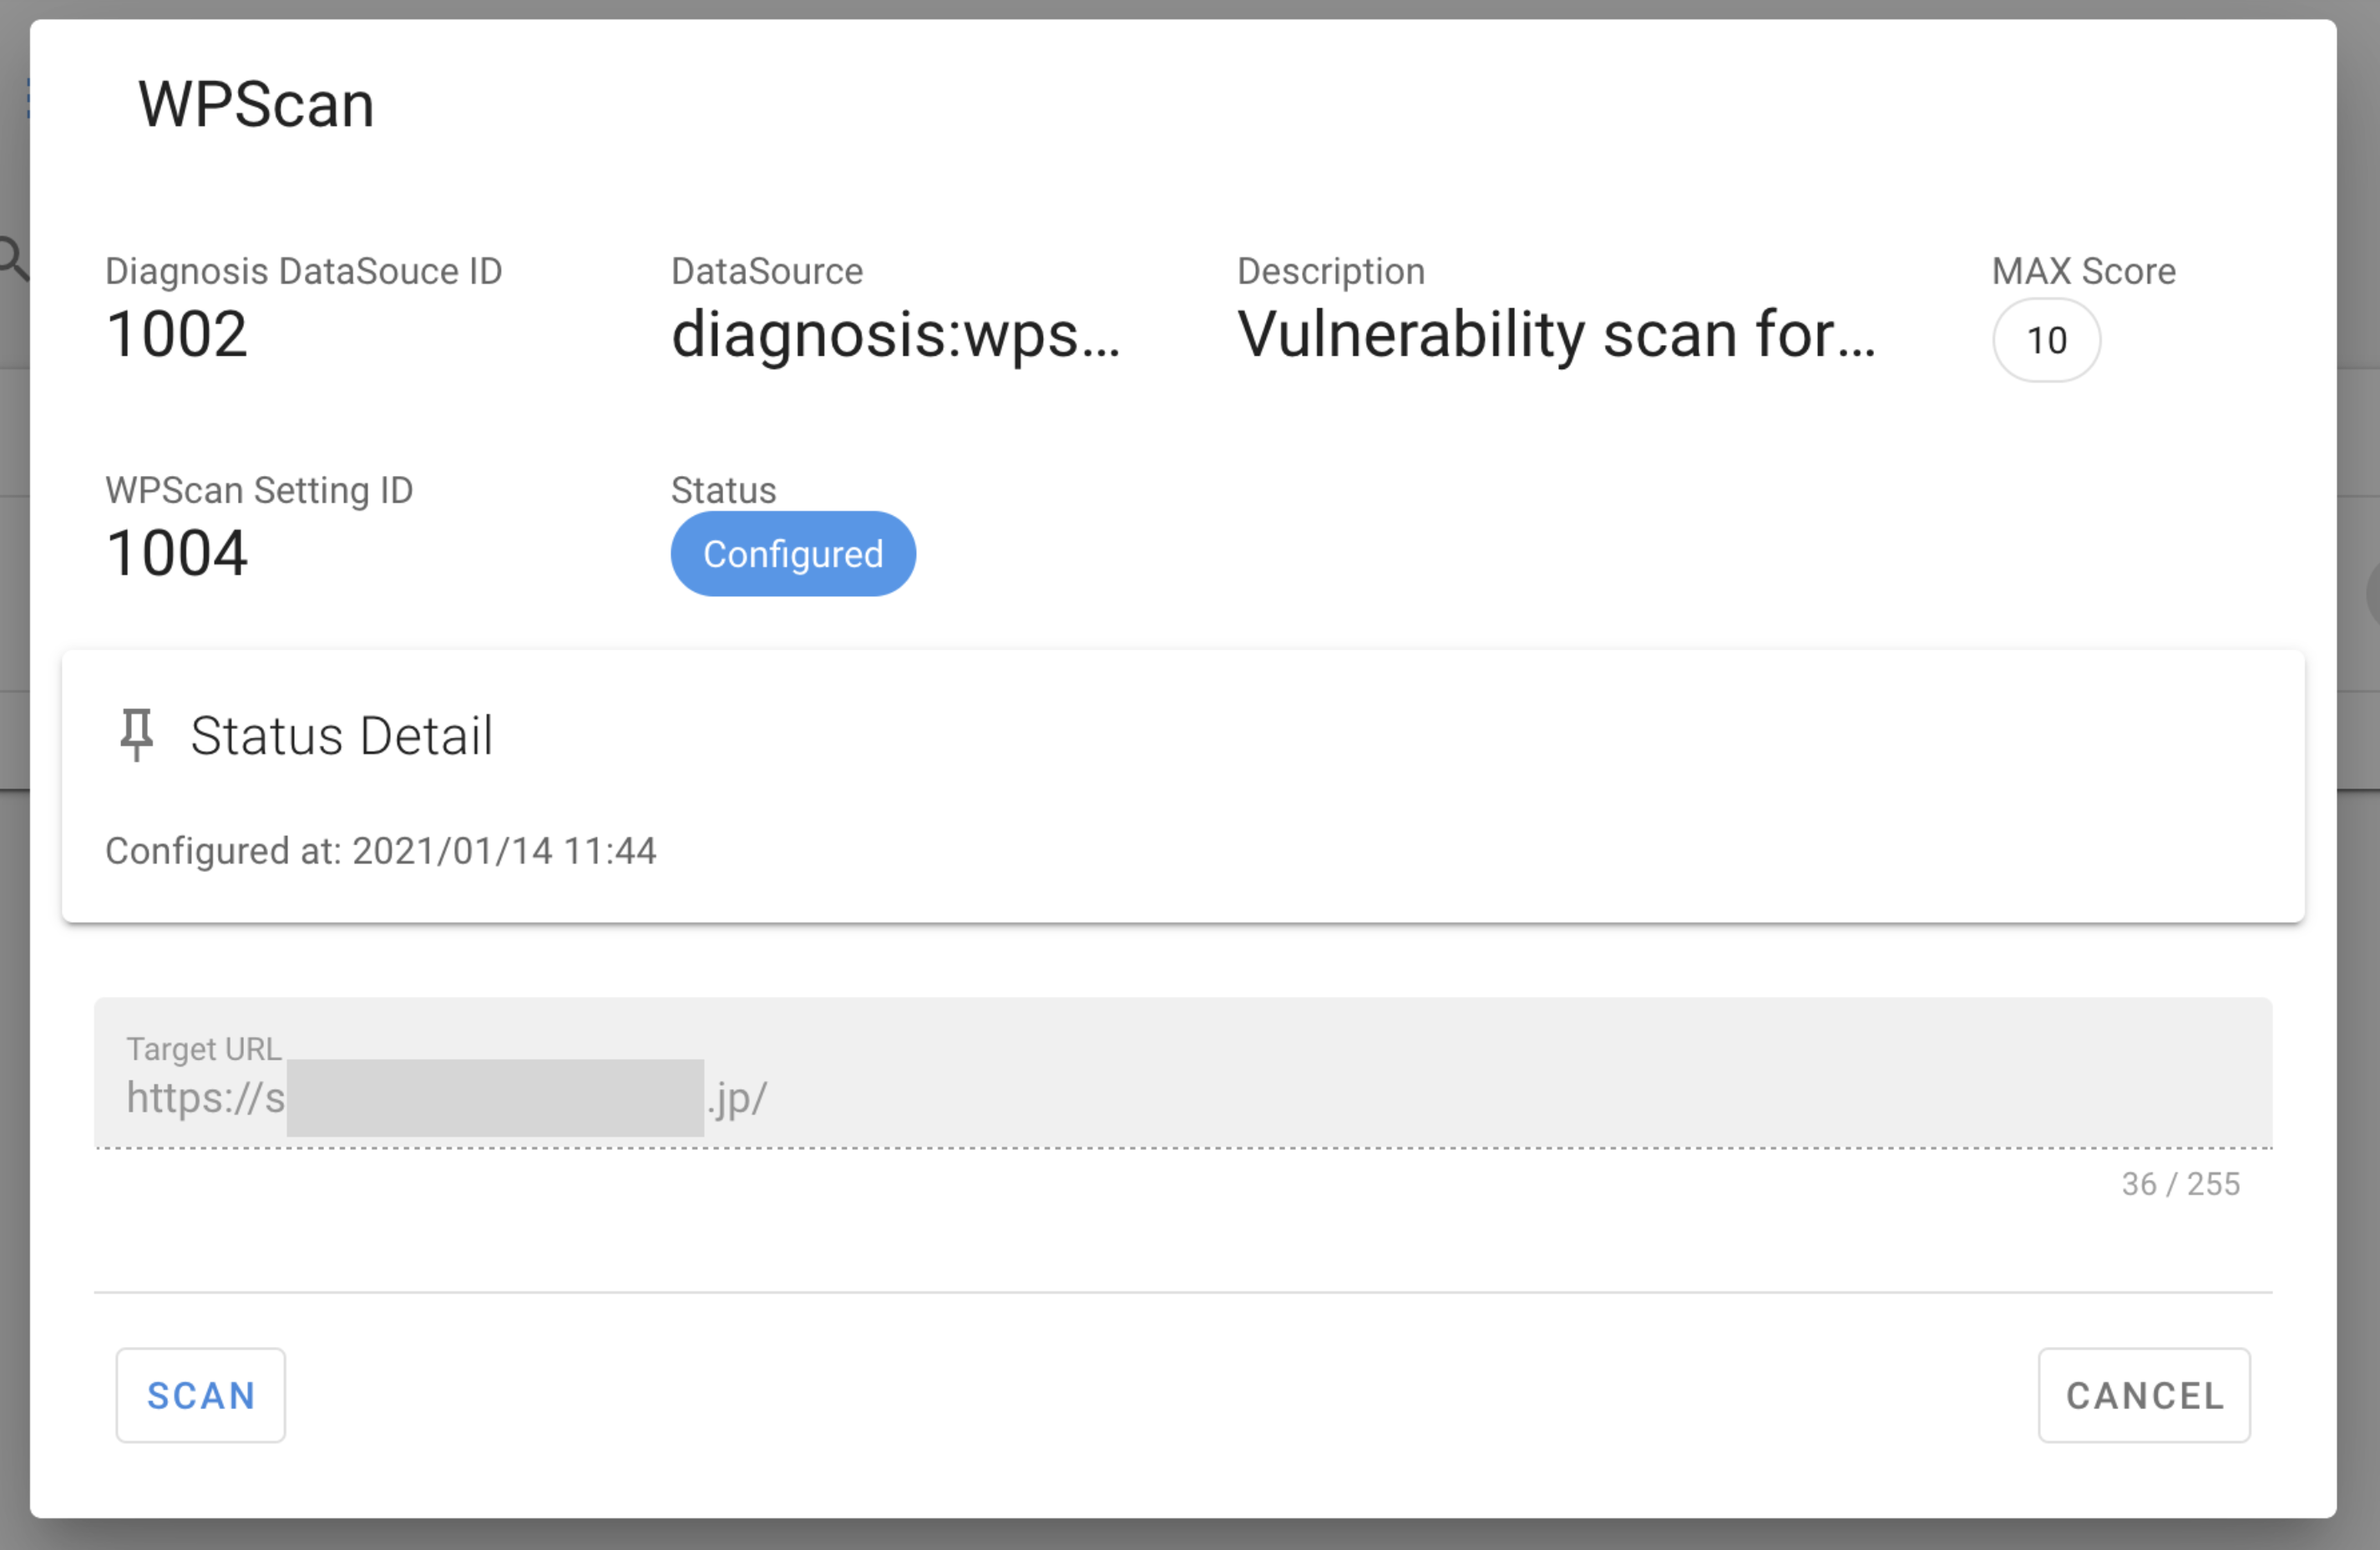 WPScan
Diagnosis DataSouce ID
1002
DataSource
diagnosis:wps...
Description
Vulnerability scan for...
MAX Score
10
WPScan Setting ID
1004
Status
Configured
Status Detail
Configured at: 2021/01/14 11:44
Target URL
https://s .jp/
36 / 255
SCAN
CANCEL